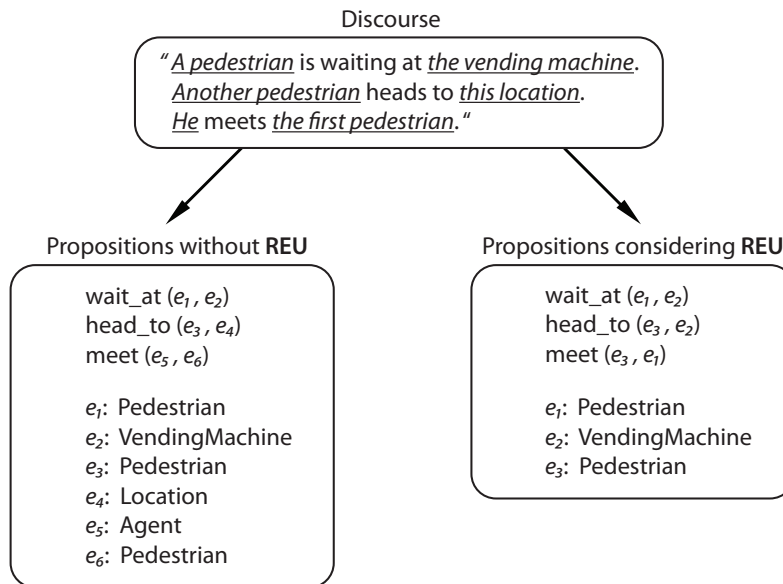 Discourse
“ A pedestrian is waiting at the vending machine.
Another pedestrian heads to this location.
He meets the first pedestrian. “
Propositions without REU
wait_at (e₁ , e₂)
head_to (e₃ , e₄)
meet (e₅ , e₆)
e₁: Pedestrian
e₂: VendingMachine
e₃: Pedestrian
e₄: Location
e₅: Agent
e₆: Pedestrian
Propositions considering REU
wait_at (e₁ , e₂)
head_to (e₃ , e₂)
meet (e₃ , e₁)
e₁: Pedestrian
e₂: VendingMachine
e₃: Pedestrian